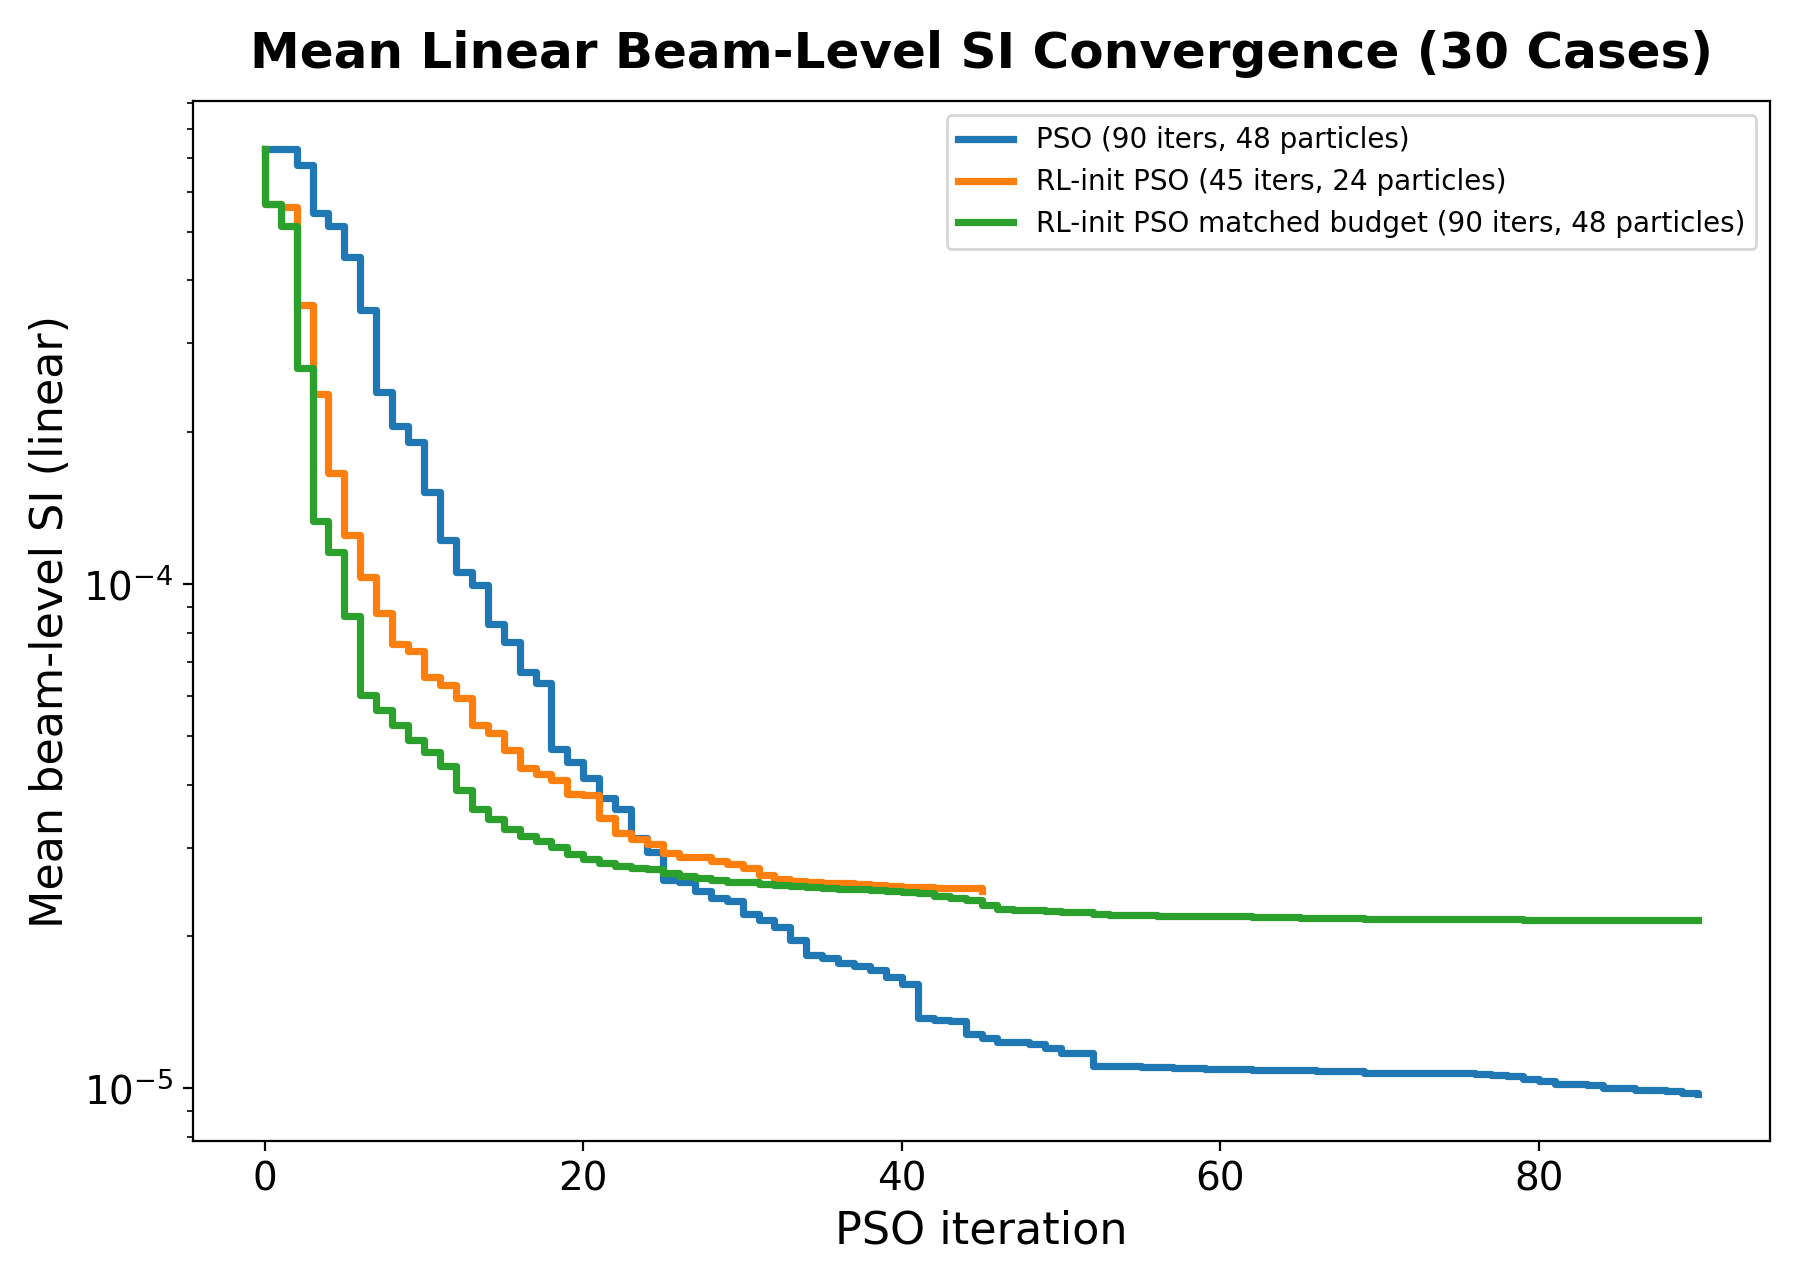 Mean Linear Beam-Level SI Convergence (30 Cases)
PSO (90 iters, 48 particles)
RL-init PSO (45 iters, 24 particles)
RL-init PSO matched budget (90 iters, 48 particles)
Mean beam-level SI (linear)
10⁻⁴
10⁻⁵
0 20 40 60 80
PSO iteration